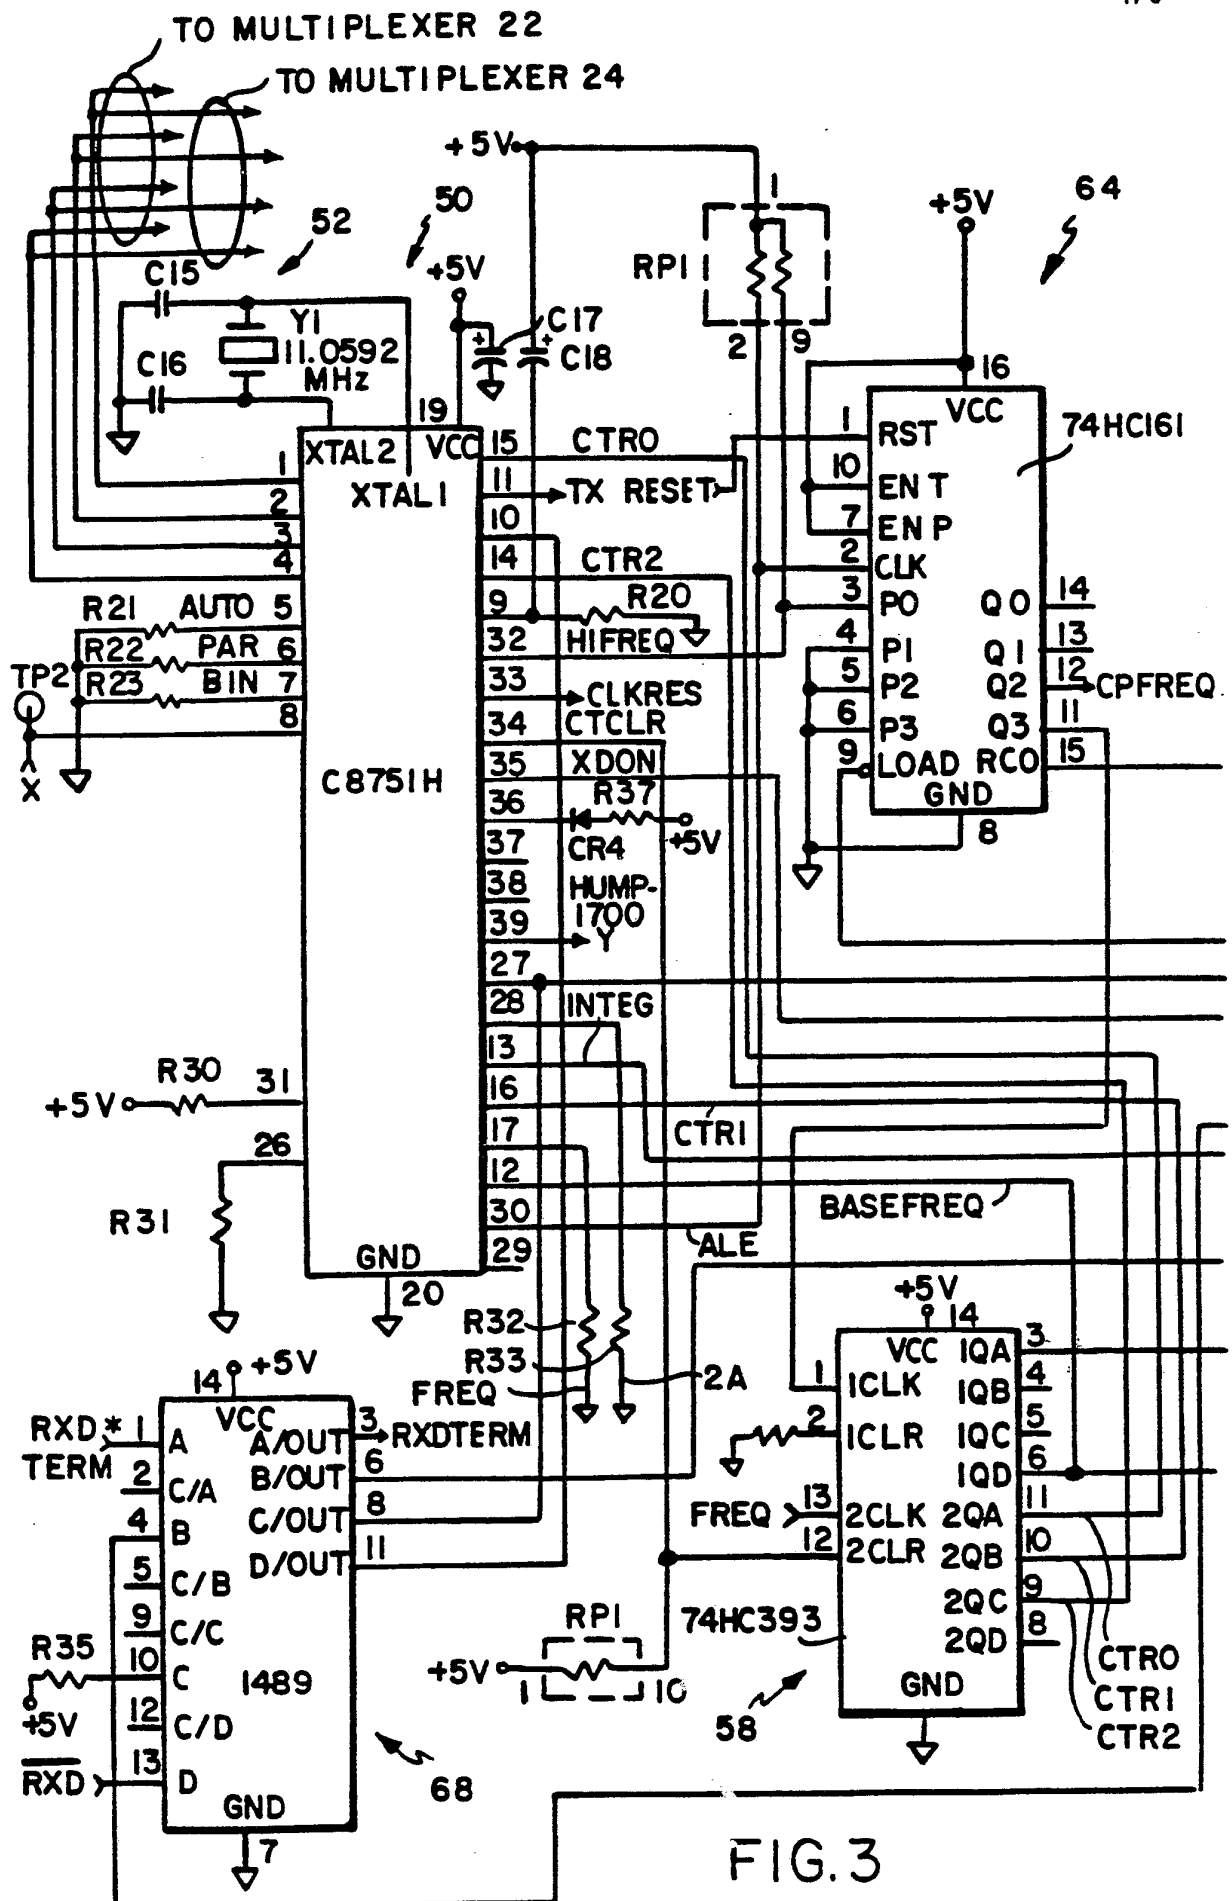 TO MULTIPLEXER 22
TO MULTIPLEXER 24
+5V
1
50
52
64
+5V
RP1
C15
+5V
Y1
11.0592
MHz
C17
C18
2
9
C16
16
VCC
19
XTAL2
VCC
XTAL1
1
2
3
4
15
CTR0
11
TX RESET
10
14
CTR2
9
R20
32
HIFREQ
33
CLKRES
34
CTCLR
35
XDON
36
R37
+5V
CR4
37
38
HUMP-
1700
39
Y
27
28
INTEG
13
16
CTR1
17
12
BASEFREQ
30
ALE
29
R21
AUTO
5
R22
PAR
6
R23
BIN
7
8
TP2
X
C8751H
R30
31
+5V
26
R31
GND
20
74HC161
1
RST
10
ENT
7
ENP
2
CLK
3
P0
Q0
14
4
P1
Q1
13
5
P2
Q2
12
CPFREQ
6
P3
Q3
11
9
LOAD
RCO
15
GND
8
R32
R33
FREQ
2A
+5V
14
VCC
1QA
3
1
1CLK
1QB
4
2
1CLR
1QC
5
1QD
6
FREQ
13
2CLK
2QA
11
12
2CLR
2QB
10
2QC
9
2QD
8
74HC393
GND
58
CTR0
CTR1
CTR2
RP1
+5V
1
10
14
+5V
VCC
RXD*
TERM
1
A
A/OUT
3
RXDTERM
2
C/A
B/OUT
6
4
B
C/OUT
8
5
C/B
D/OUT
11
9
C/C
R35
10
C
1489
+5V
12
C/D
RXD
13
D
GND
7
68
FIG. 3